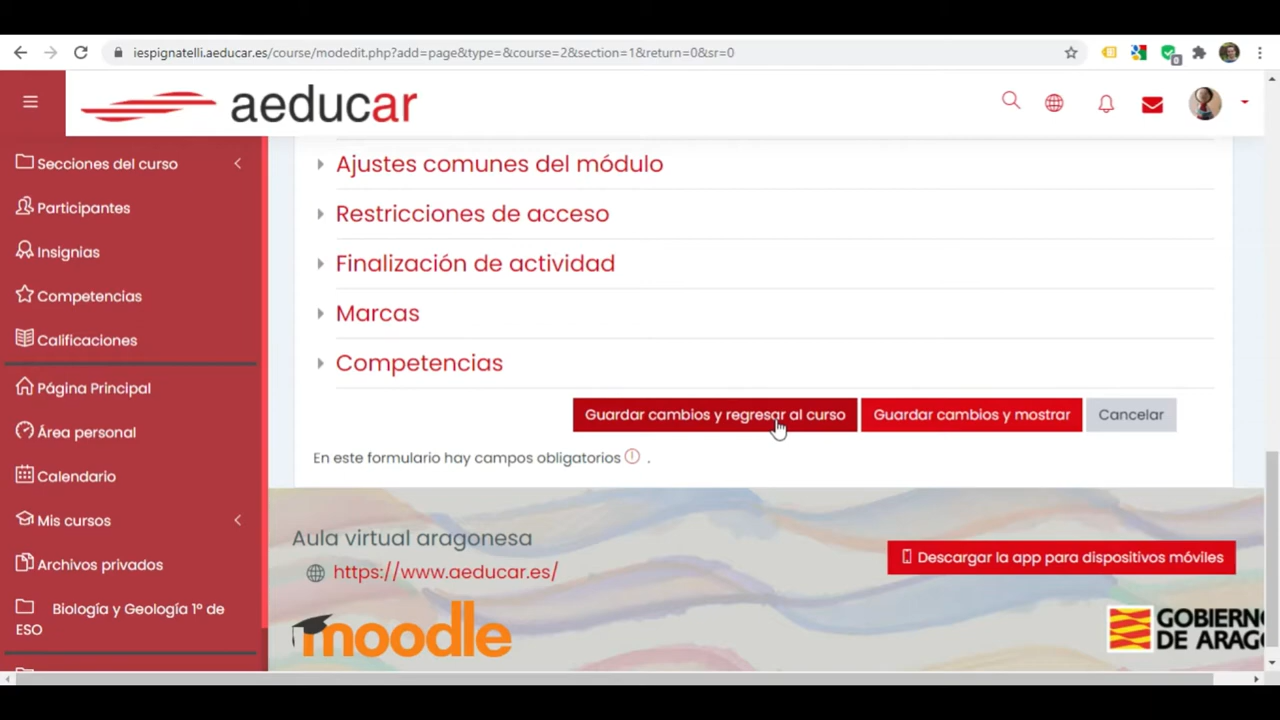 iespignatelli.aeducar.es/course/modedit.php?add=page&type=&course=2&section=1&return=0&sr=0
aeducar
Secciones del curso
Participantes
Insignias
Competencias
Calificaciones
Página Principal
Área personal
Calendario
Mis cursos
Archivos privados
Biología y Geología 1º de
ESO
Ajustes comunes del módulo
Restricciones de acceso
Finalización de actividad
Marcas
Competencias
Guardar cambios y regresar al curso
Guardar cambios y mostrar
Cancelar
En este formulario hay campos obligatorios .
Aula virtual aragonesa
https://www.aeducar.es/
Descargar la app para dispositivos móviles
moodle
GOBIERNO
DE ARAG